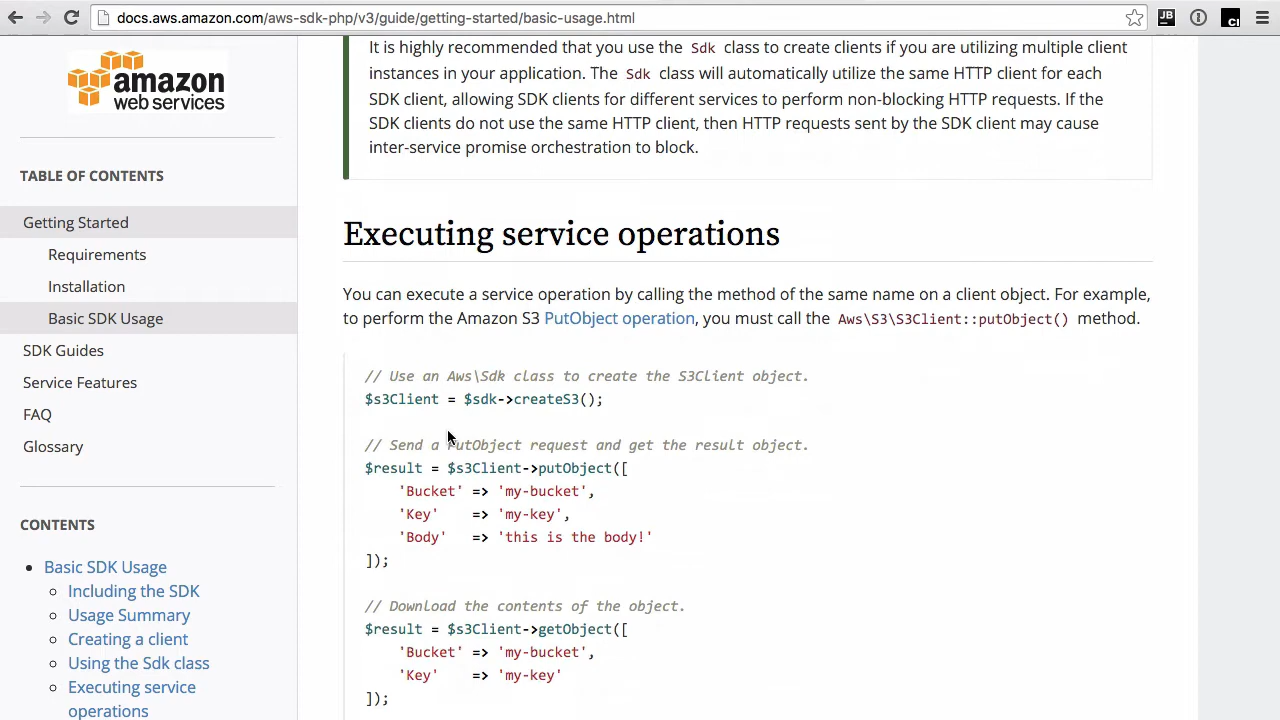 docs.aws.amazon.com/aws-sdk-php/v3/guide/getting-started/basic-usage.html
JB
CI
amazon
web services
TABLE OF CONTENTS
Getting Started
Requirements
Installation
Basic SDK Usage
SDK Guides
Service Features
FAQ
Glossary
CONTENTS
• Basic SDK Usage
Including the SDK
Usage Summary
Creating a client
Using the Sdk class
Executing service
operations
It is highly recommended that you use the Sdk class to create clients if you are utilizing multiple client
instances in your application. The Sdk class will automatically utilize the same HTTP client for each
SDK client, allowing SDK clients for different services to perform non-blocking HTTP requests. If the
SDK clients do not use the same HTTP client, then HTTP requests sent by the SDK client may cause
inter-service promise orchestration to block.
Executing service operations
You can execute a service operation by calling the method of the same name on a client object. For example,
to perform the Amazon S3 PutObject operation, you must call the Aws\S3\S3Client::putObject() method.
// Use an Aws\Sdk class to create the S3Client object.
$s3Client = $sdk->createS3();
// Send a PutObject request and get the result object.
$result = $s3Client->putObject([
'Bucket' => 'my-bucket',
'Key' => 'my-key',
'Body' => 'this is the body!'
]);
// Download the contents of the object.
$result = $s3Client->getObject([
'Bucket' => 'my-bucket',
'Key' => 'my-key'
]);